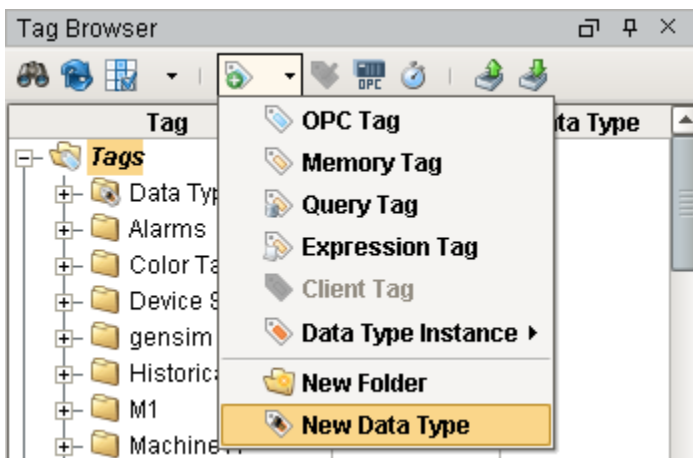 Tag Browser
OPC
Tag
ta Type
Tags
Data Typ
Alarms
Color Ta
Device S
gensim
Historica
M1
Machine
OPC Tag
Memory Tag
Query Tag
Expression Tag
Client Tag
Data Type Instance
New Folder
New Data Type